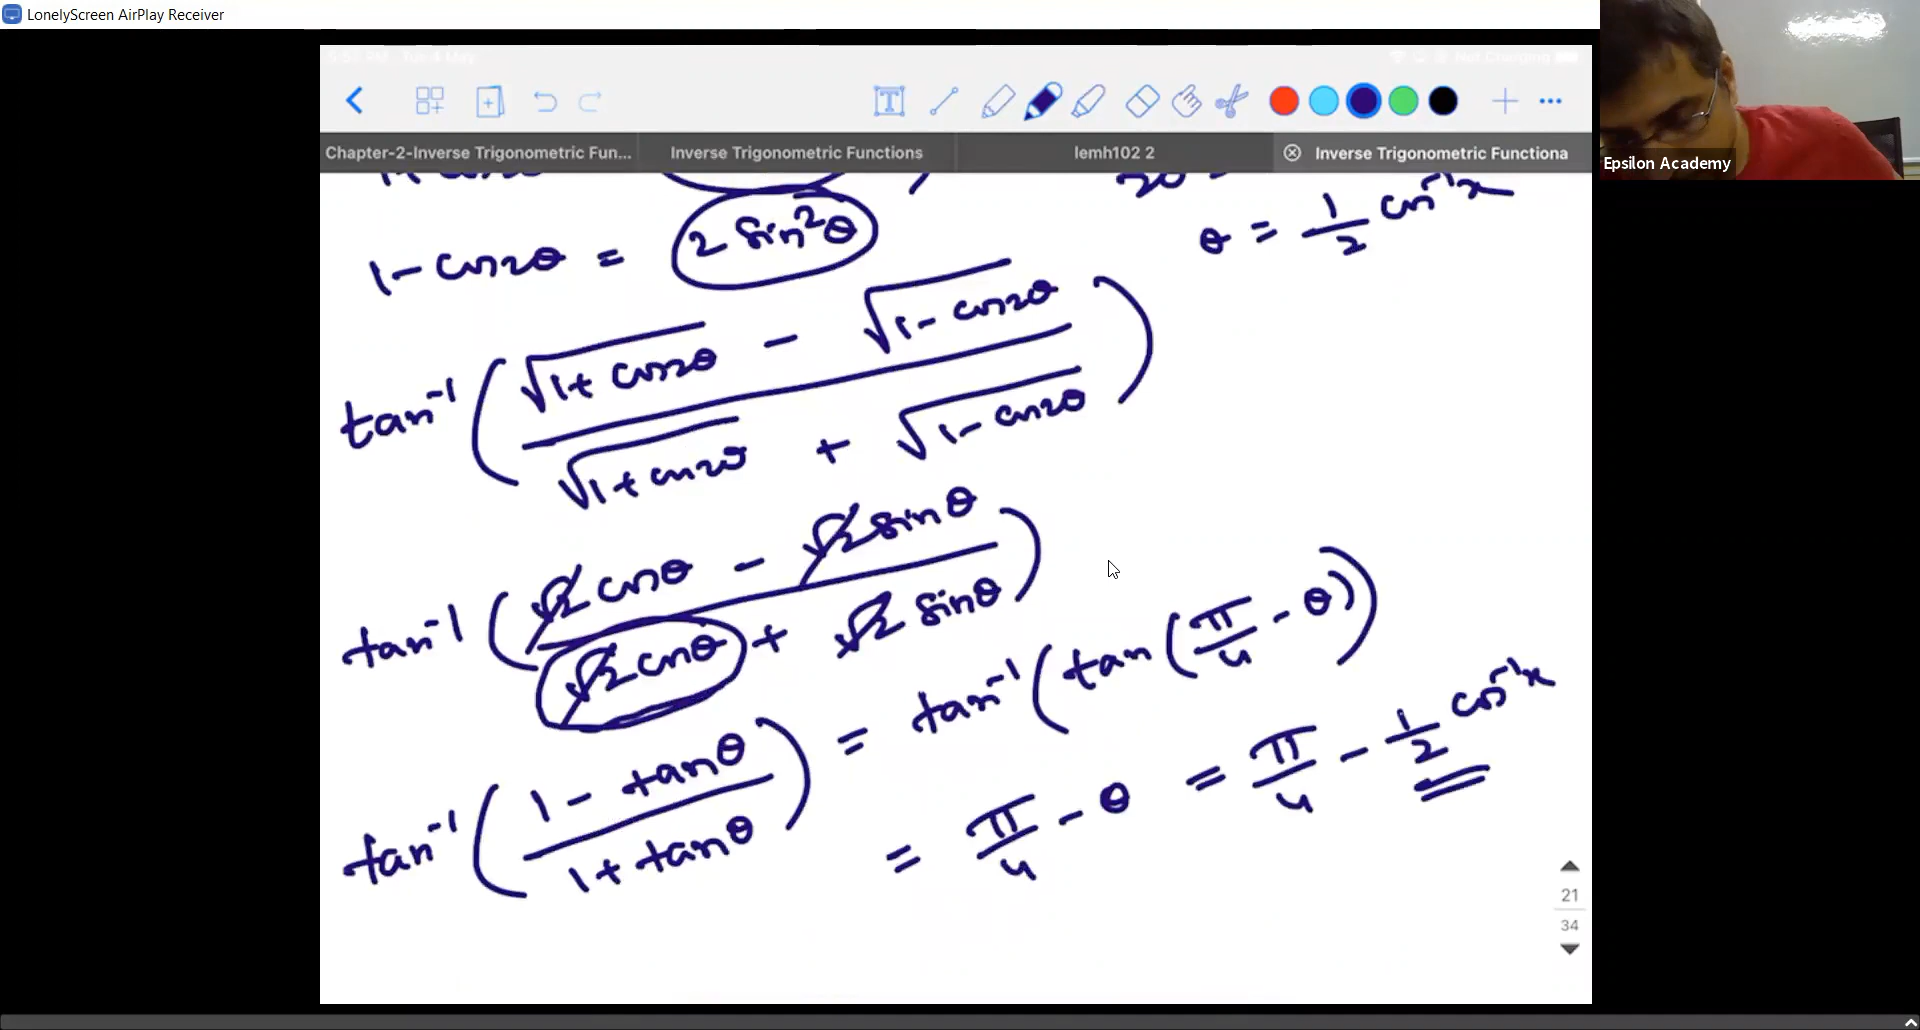 LonelyScreen AirPlay Receiver
Epsilon Academy
Chapter-2-Inverse Trigonometric Fun... Inverse Trigonometric Functions lemh102 2 Inverse Trigonometric Functiona
2θ =
1 - cos2θ = 2 sin²θ
θ = 1/2 cos⁻¹x
tan⁻¹ ( (√(1 + cos2θ) - √(1 - cos2θ)) / (√(1 + cos2θ) + √(1 - cos2θ)) )
tan⁻¹ ( (√2 cosθ - √2 sinθ) / (√2 cosθ + √2 sinθ) )
tan⁻¹ ( (1 - tanθ) / (1 + tanθ) ) = tan⁻¹ ( tan ( π/4 - θ ) )
= π/4 - θ = π/4 - 1/2 cos⁻¹x
21
34